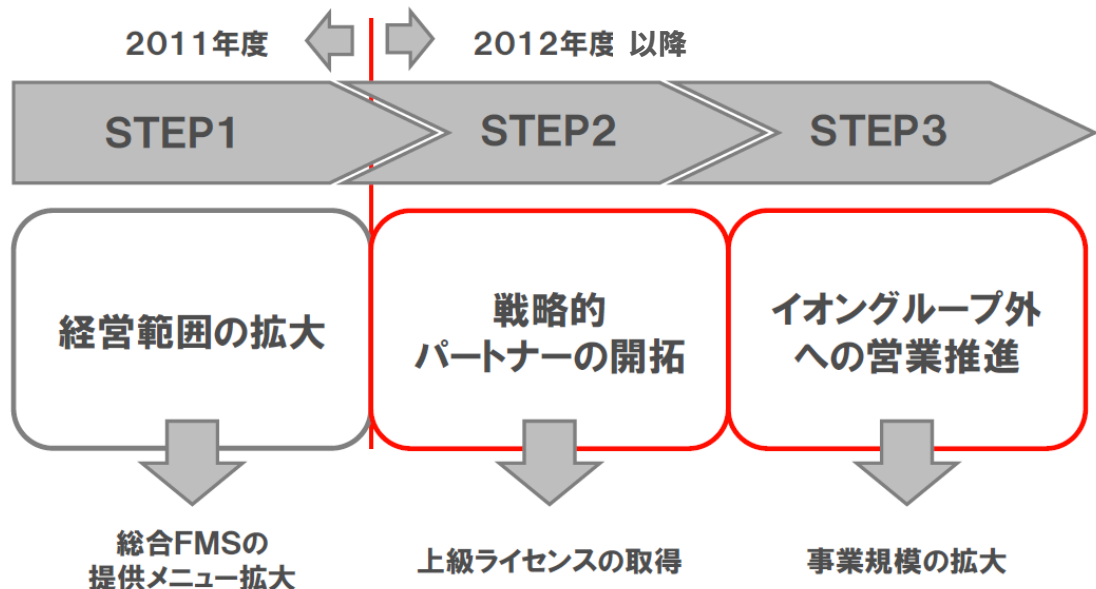 2011年度
2012年度 以降
STEP1
STEP2
STEP3
経営範囲の拡大
戦略的
パートナーの開拓
イオングループ外
への営業推進
総合FMSの
提供メニュー拡大
上級ライセンスの取得
事業規模の拡大